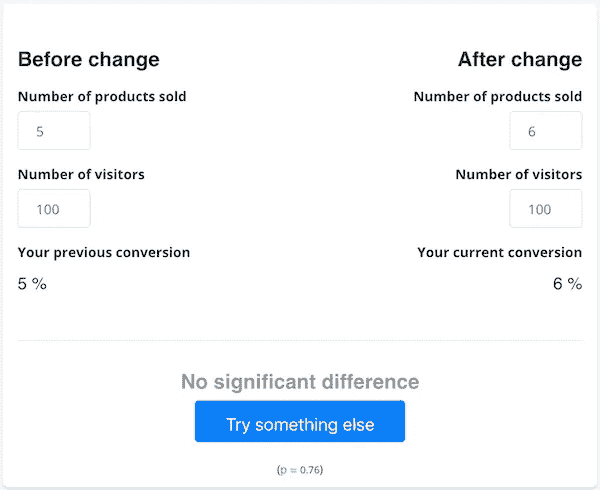 Before change
Number of products sold
5
Number of visitors
100
Your previous conversion
5 %
After change
Number of products sold
6
Number of visitors
100
Your current conversion
6 %
No significant difference
Try something else
(p = 0.76)